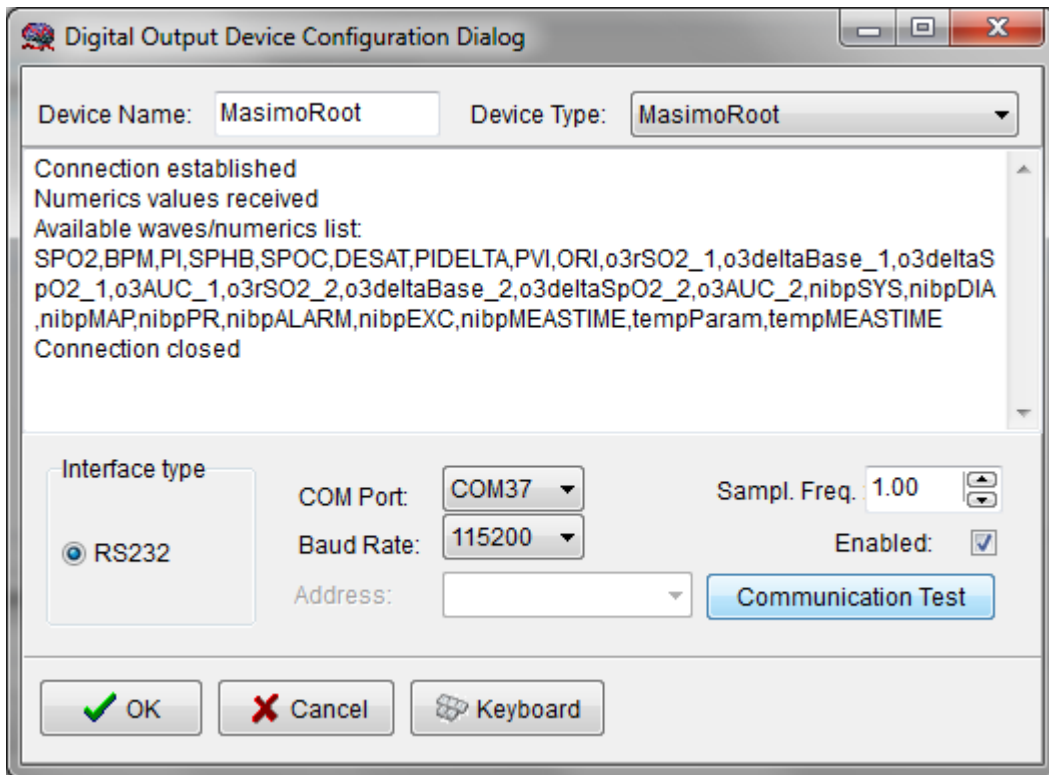 Digital Output Device Configuration Dialog
Device Name: MasimoRoot Device Type: MasimoRoot
Connection established
Numerics values received
Available waves/numerics list:
SPO2,BPM,PI,SPHB,SPOC,DESAT,PIDELTA,PVI,ORI,o3rSO2_1,o3deltaBase_1,o3deltaS
pO2_1,o3AUC_1,o3rSO2_2,o3deltaBase_2,o3deltaSpO2_2,o3AUC_2,nibpSYS,nibpDIA
,nibpMAP,nibpPR,nibpALARM,nibpEXC,nibpMEASTIME,tempParam,tempMEASTIME
Connection closed
Interface type
RS232
COM Port: COM37
Baud Rate: 115200
Address:
Sampl. Freq. : 1.00
Enabled:
Communication Test
OK Cancel Keyboard